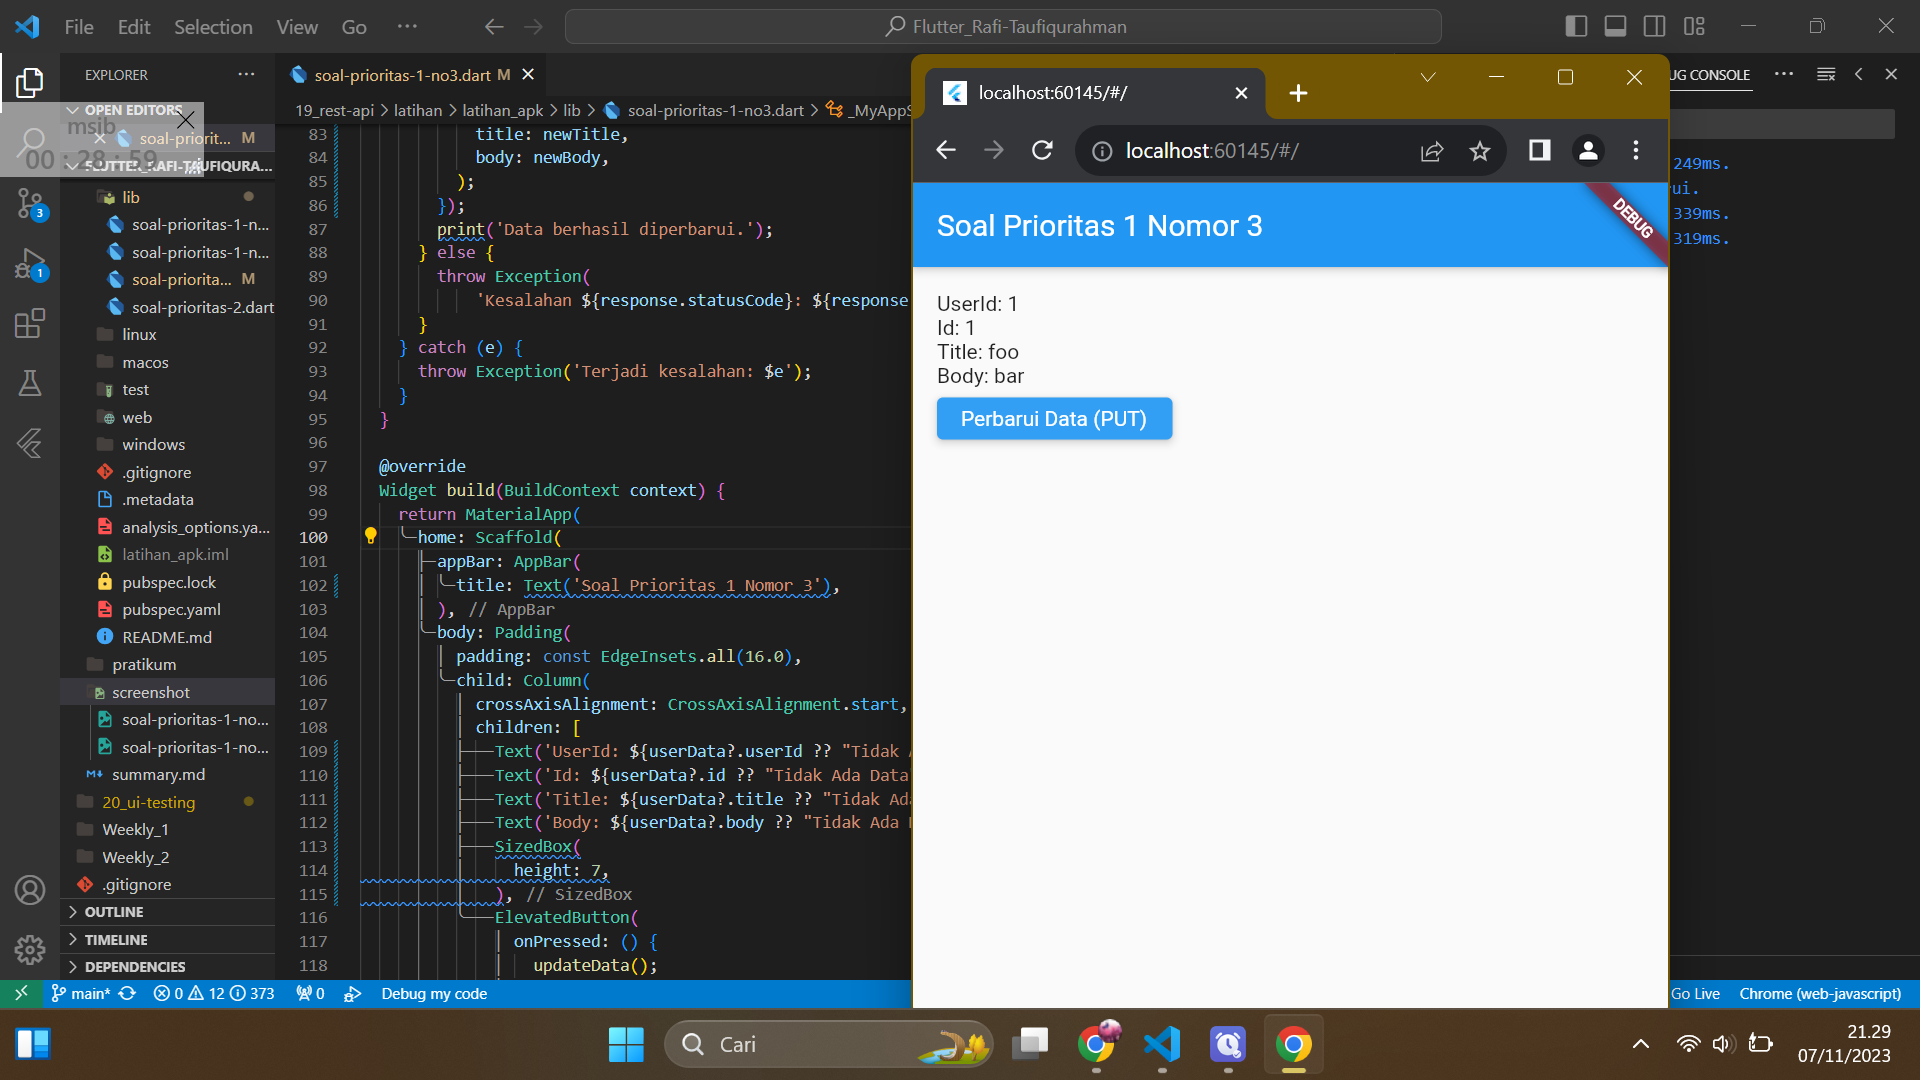 File Edit Selection View Go ···
Flutter_Rafi-Taufiqurahman
EXPLORER
OPEN EDITORS
msib
soal-priorit... M
00 : 28 : 59
FLUTTER_RAFI-TAUFIQURA...
lib
soal-prioritas-1-n...
soal-prioritas-1-n...
soal-priorita... M
soal-prioritas-2.dart
linux
macos
test
web
windows
.gitignore
.metadata
analysis_options.ya...
latihan_apk.iml
pubspec.lock
pubspec.yaml
README.md
pratikum
screenshot
soal-prioritas-1-no...
soal-prioritas-1-no...
summary.md
20_ui-testing
Weekly_1
Weekly_2
.gitignore
OUTLINE
TIMELINE
DEPENDENCIES
3
1
soal-prioritas-1-no3.dart M
19_rest-api > latihan > latihan_apk > lib > soal-prioritas-1-no3.dart > _MyAppS
83 title: newTitle,
84 body: newBody,
85 );
86 });
87 print('Data berhasil diperbarui.');
88 } else {
89 throw Exception(
90 'Kesalahan ${response.statusCode}: ${response
91 }
92 } catch (e) {
93 throw Exception('Terjadi kesalahan: $e');
94 }
95 }
96
97 @override
98 Widget build(BuildContext context) {
99 return MaterialApp(
100 home: Scaffold(
101 appBar: AppBar(
102 title: Text('Soal Prioritas 1 Nomor 3'),
103 ), // AppBar
104 body: Padding(
105 padding: const EdgeInsets.all(16.0),
106 child: Column(
107 crossAxisAlignment: CrossAxisAlignment.start,
108 children: [
109 Text('UserId: ${userData?.userId ?? "Tidak
110 Text('Id: ${userData?.id ?? "Tidak Ada Data
111 Text('Title: ${userData?.title ?? "Tidak Ad
112 Text('Body: ${userData?.body ?? "Tidak Ada
113 SizedBox(
114 height: 7,
115 ), // SizedBox
116 ElevatedButton(
117 onPressed: () {
118 updateData();
localhost:60145/#/
localhost:60145/#/
Soal Prioritas 1 Nomor 3
DEBUG
UserId: 1
Id: 1
Title: foo
Body: bar
Perbarui Data (PUT)
UG CONSOLE
249ms.
ui.
339ms.
319ms.
main* 0 12 373 0 Debug my code
Go Live Chrome (web-javascript)
Cari
21.29
07/11/2023